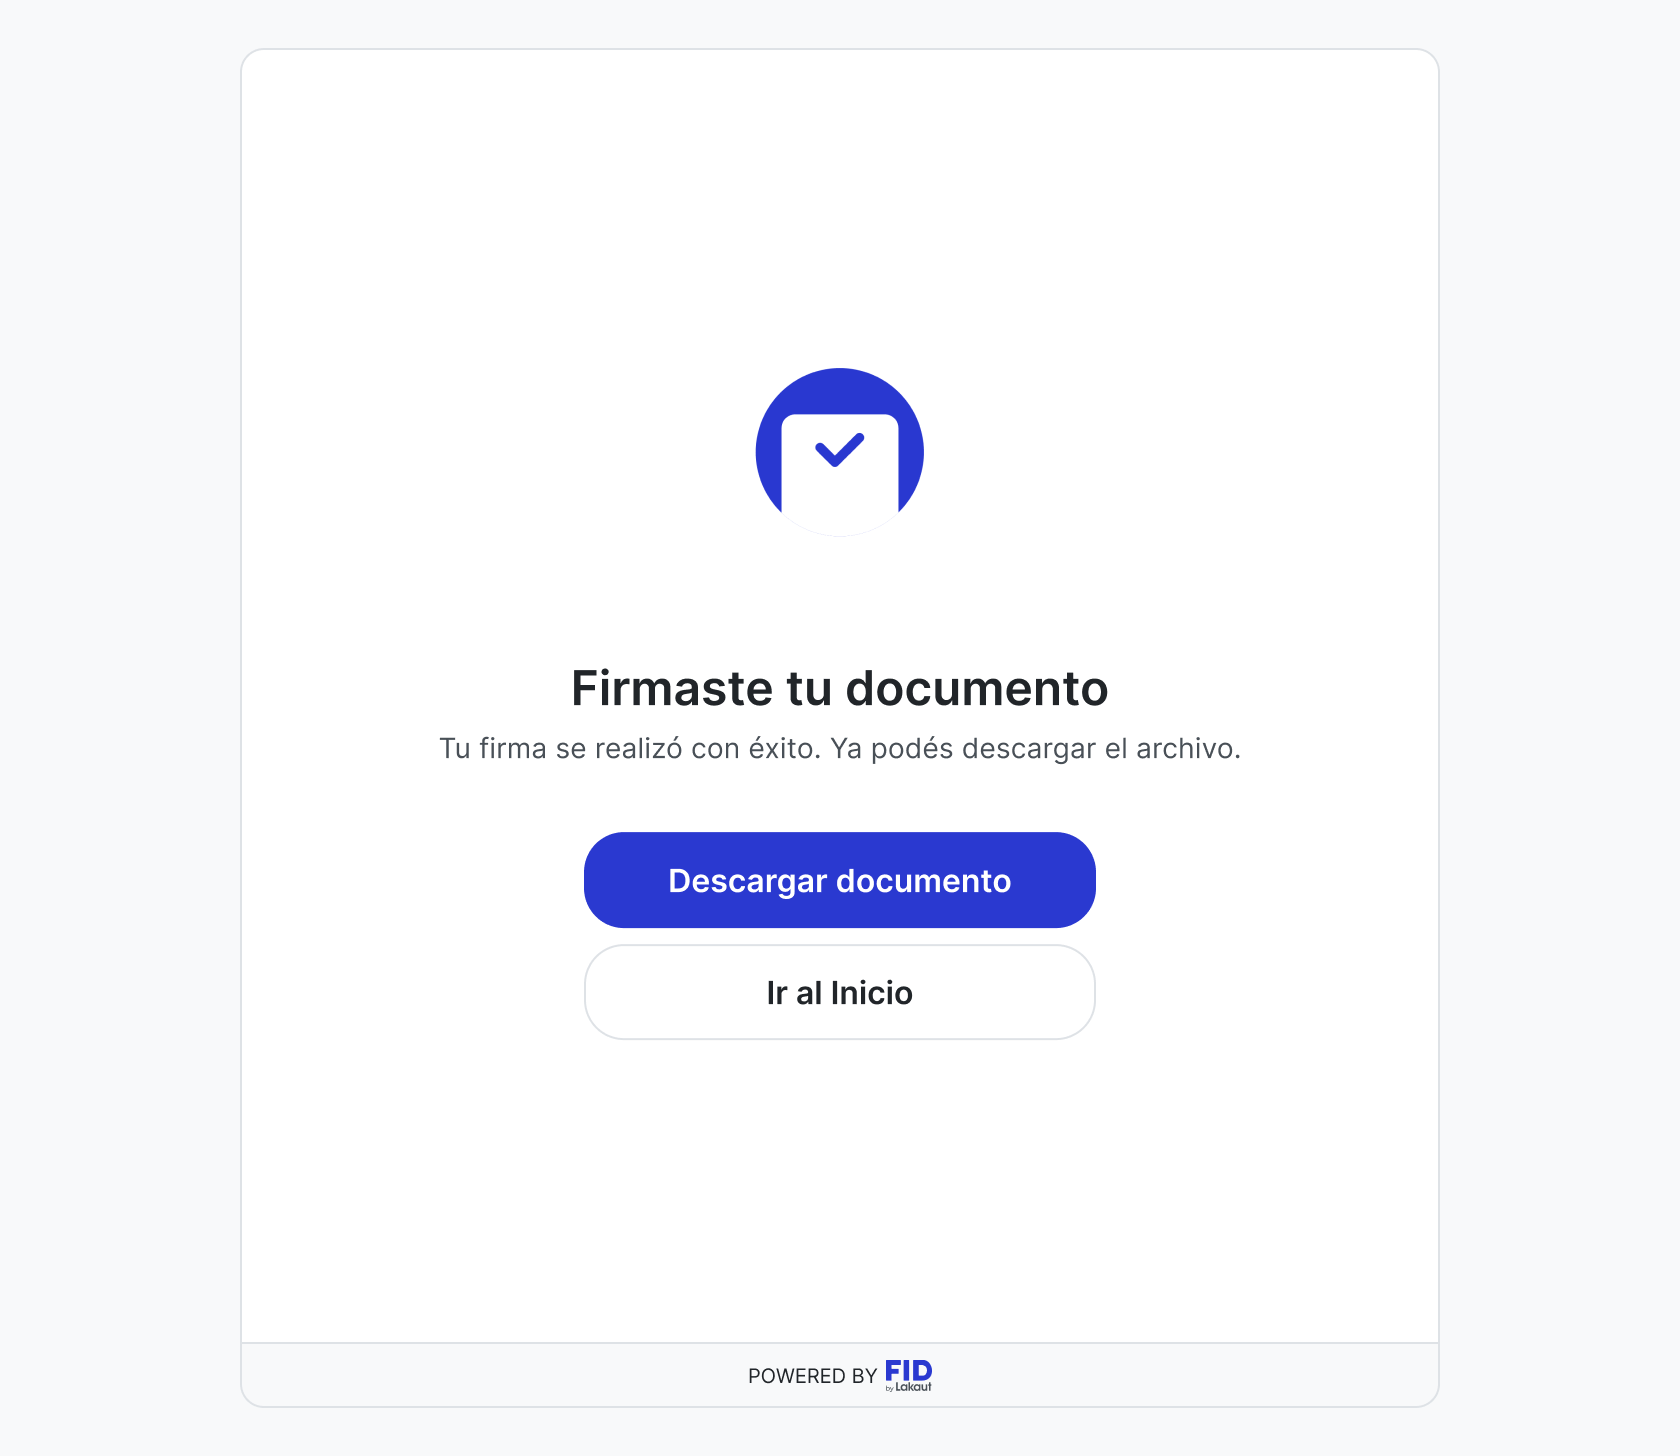 Firmaste tu documento
Tu firma se realizó con éxito. Ya podés descargar el archivo.
Descargar documento
Ir al Inicio
POWERED BY FID
by Lakaut